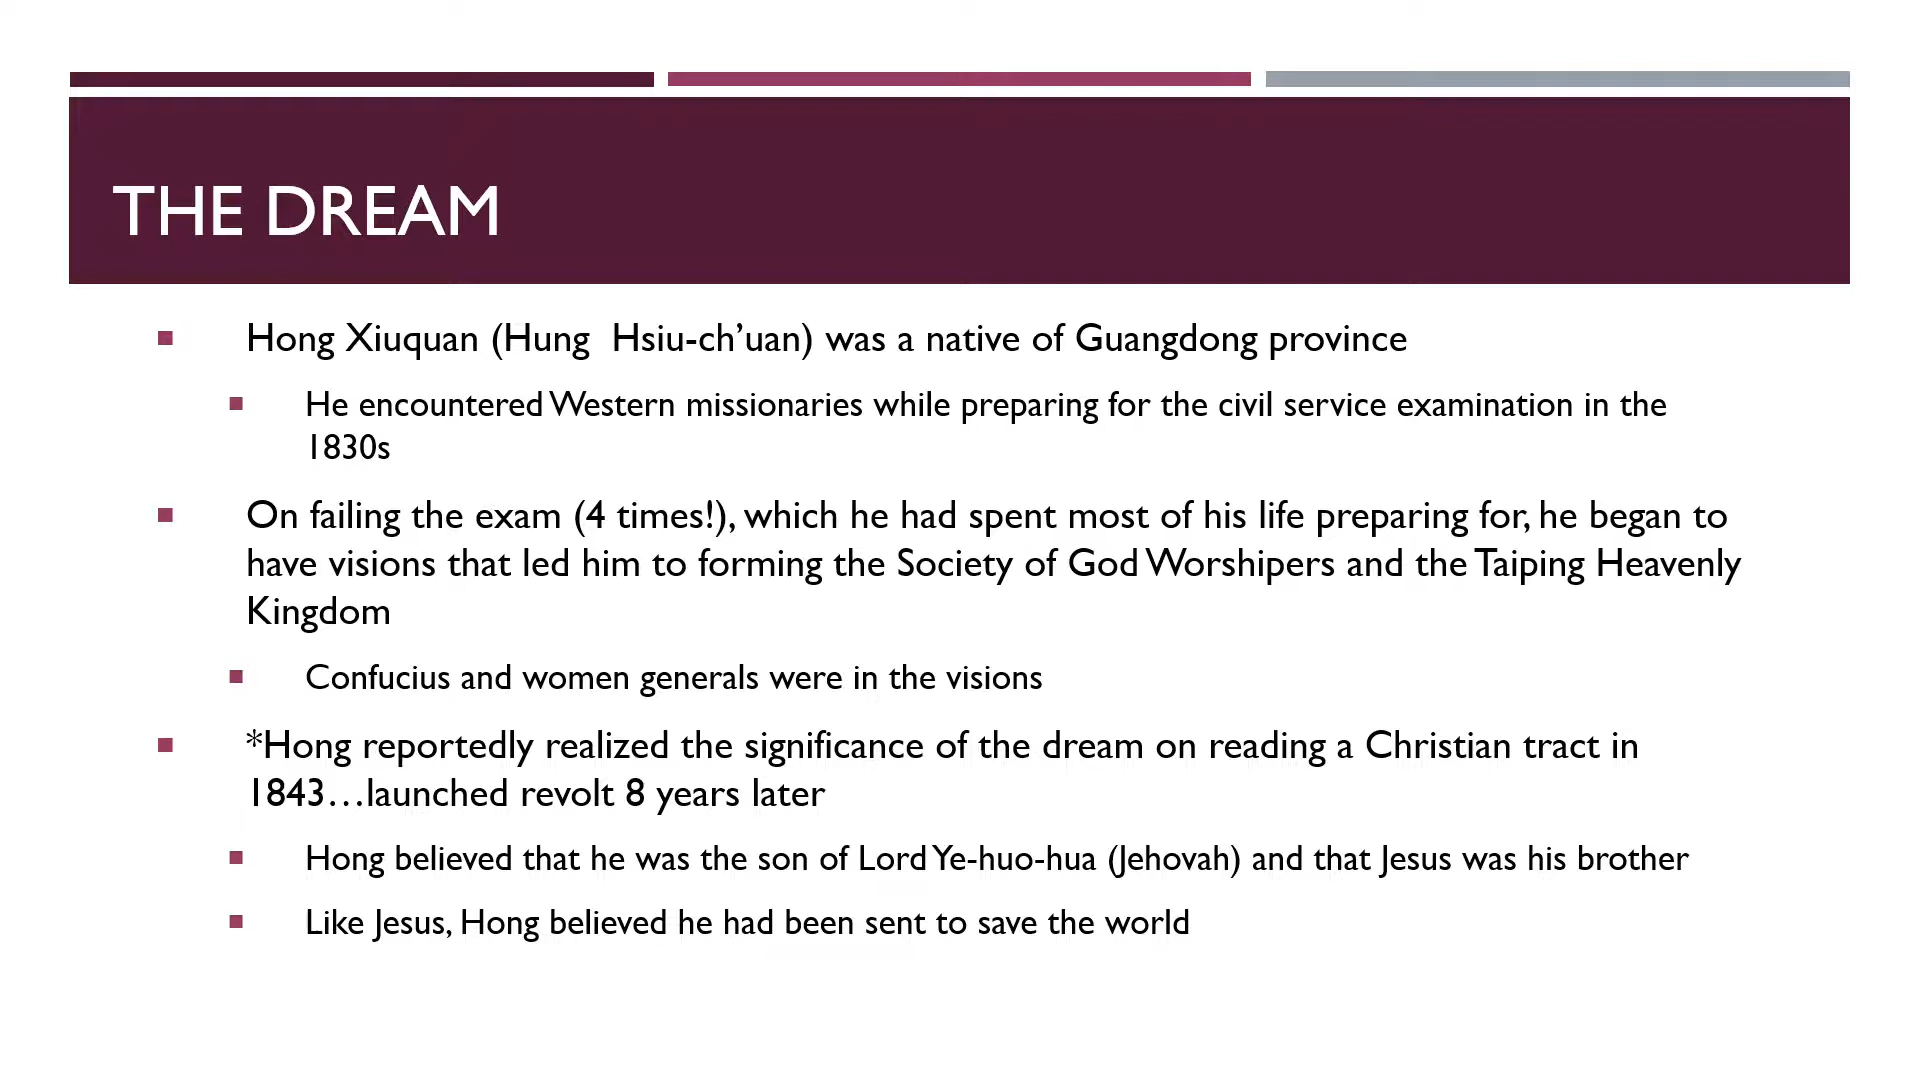 THE DREAM
Hong Xiuquan (Hung  Hsiu-ch’uan) was a native of Guangdong province
He encountered Western missionaries while preparing for the civil service examination in the
1830s
On failing the exam (4 times!), which he had spent most of his life preparing for, he began to
have visions that led him to forming the Society of God Worshipers and the Taiping Heavenly
Kingdom
Confucius and women generals were in the visions
*Hong reportedly realized the significance of the dream on reading a Christian tract in
1843…launched revolt 8 years later
Hong believed that he was the son of Lord Ye-huo-hua (Jehovah) and that Jesus was his brother
Like Jesus, Hong believed he had been sent to save the world